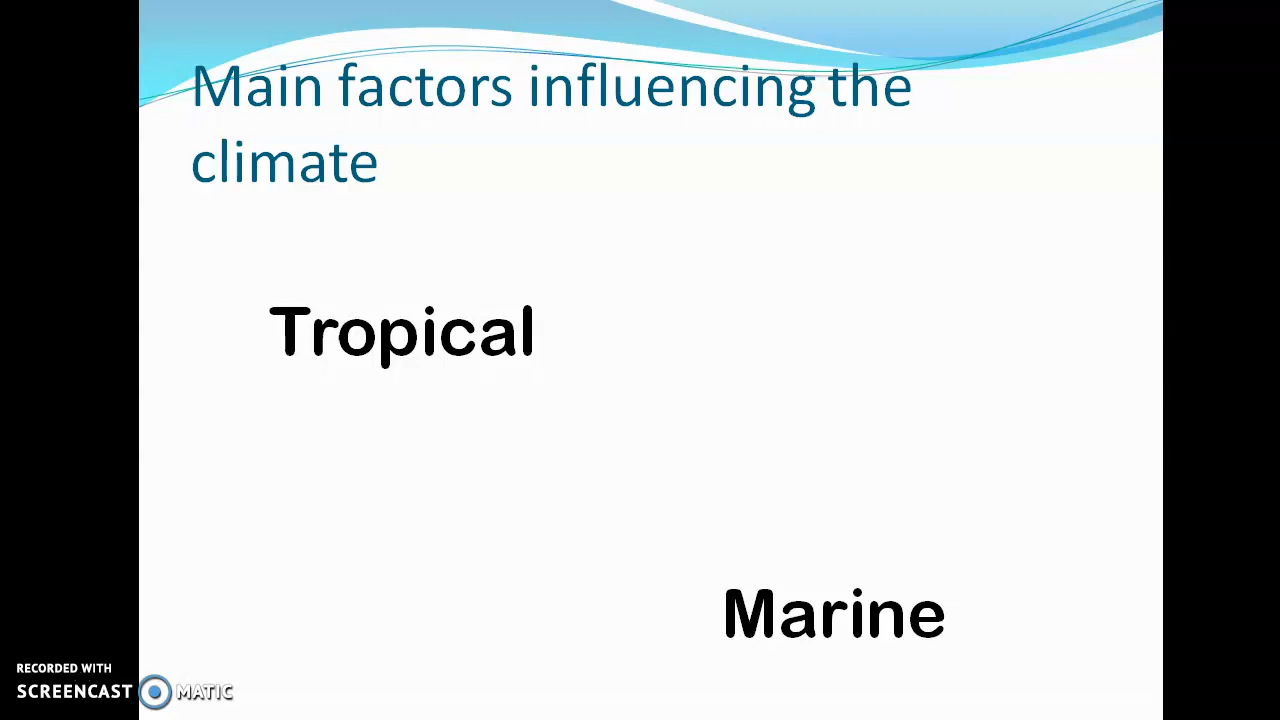 Main factors influencing the
climate
Tropical
Marine
RECORDED WITH
SCREENCAST MATIC